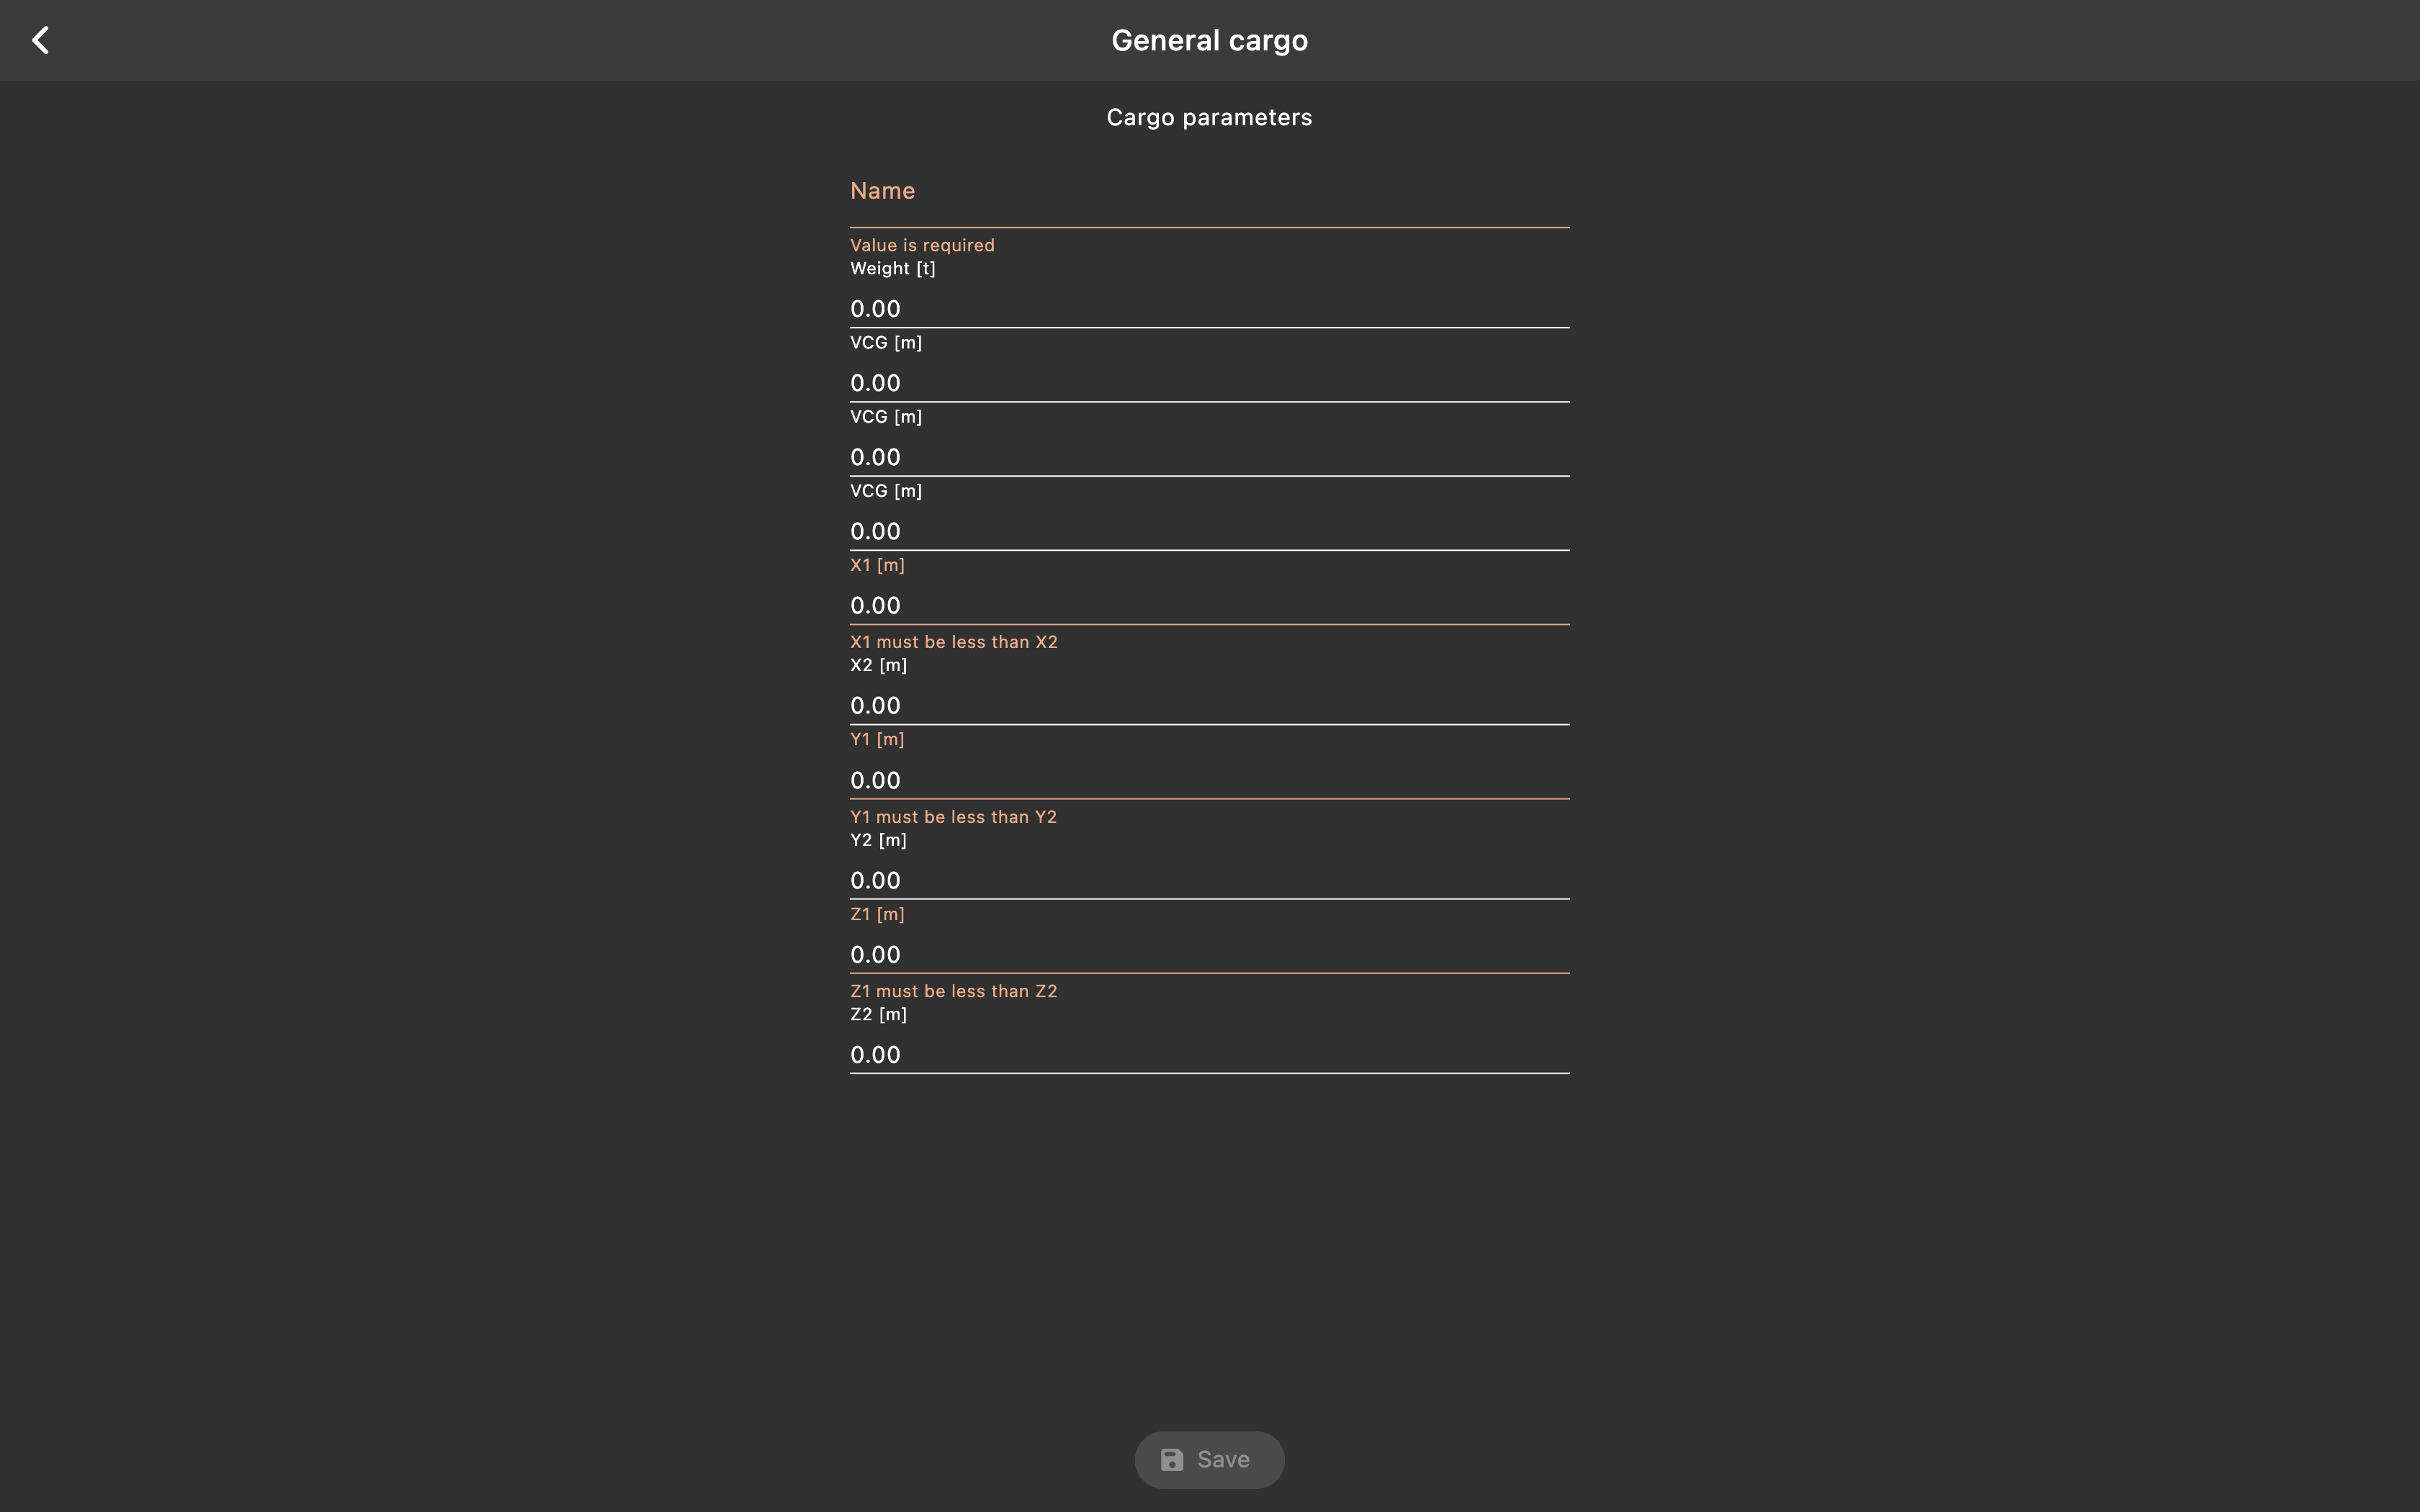 General cargo
Cargo parameters
Name
Value is required
Weight [t]
0.00
VCG [m]
0.00
VCG [m]
0.00
VCG [m]
0.00
X1 [m]
0.00
X1 must be less than X2
X2 [m]
0.00
Y1 [m]
0.00
Y1 must be less than Y2
Y2 [m]
0.00
Z1 [m]
0.00
Z1 must be less than Z2
Z2 [m]
0.00
Save